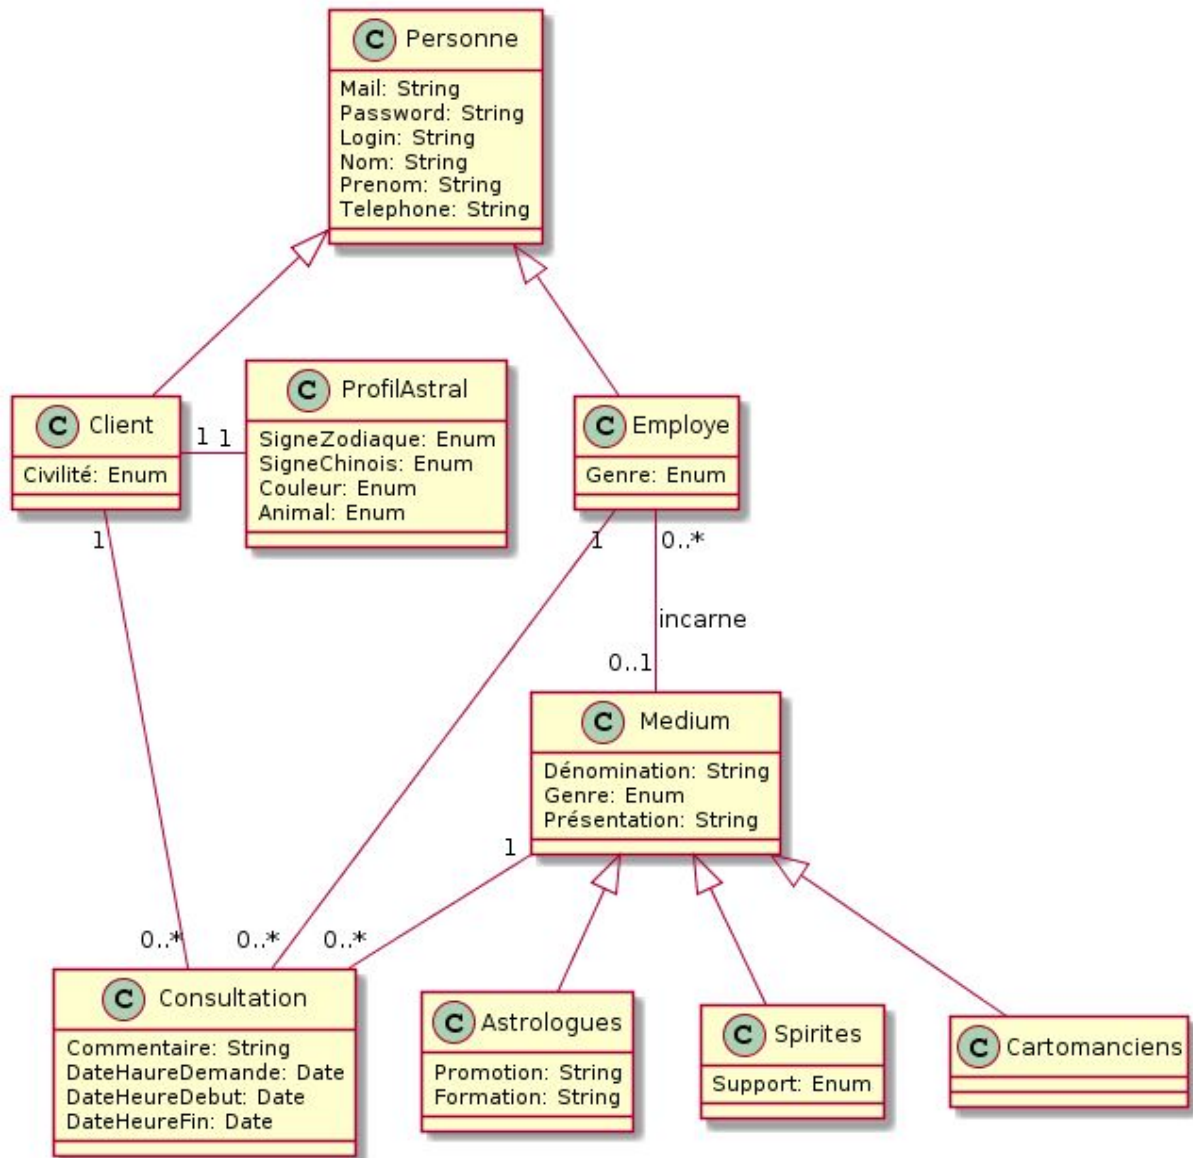 C Personne
Mail: String
Password: String
Login: String
Nom: String
Prenom: String
Telephone: String
C Client
Civilité: Enum
1 1
C ProfilAstral
SigneZodiaque: Enum
SigneChinois: Enum
Couleur: Enum
Animal: Enum
C Employe
Genre: Enum
1
1
0..*
incarne
0..1
C Medium
Dénomination: String
Genre: Enum
Présentation: String
1
0..*
0..*
0..*
C Consultation
Commentaire: String
DateHaureDemande: Date
DateHeureDebut: Date
DateHeureFin: Date
C Astrologues
Promotion: String
Formation: String
C Spirites
Support: Enum
C Cartomanciens